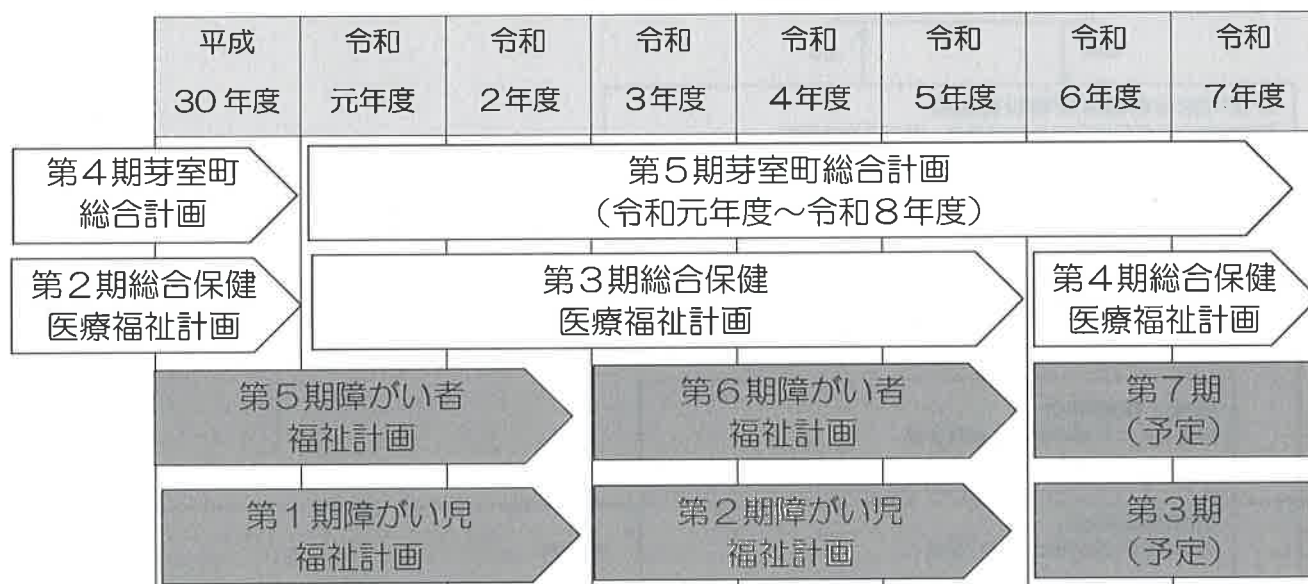 平成 令和 令和 令和 令和 令和 令和 令和
30年度 元年度 2年度 3年度 4年度 5年度 6年度 7年度
第4期芽室町
総合計画
第5期芽室町総合計画
(令和元年度~令和8年度)
第2期総合保健
医療福祉計画
第3期総合保健
医療福祉計画
第4期総合保健
医療福祉計画
第5期障がい者
福祉計画
第6期障がい者
福祉計画
第7期
(予定)
第1期障がい児
福祉計画
第2期障がい児
福祉計画
第3期
(予定)